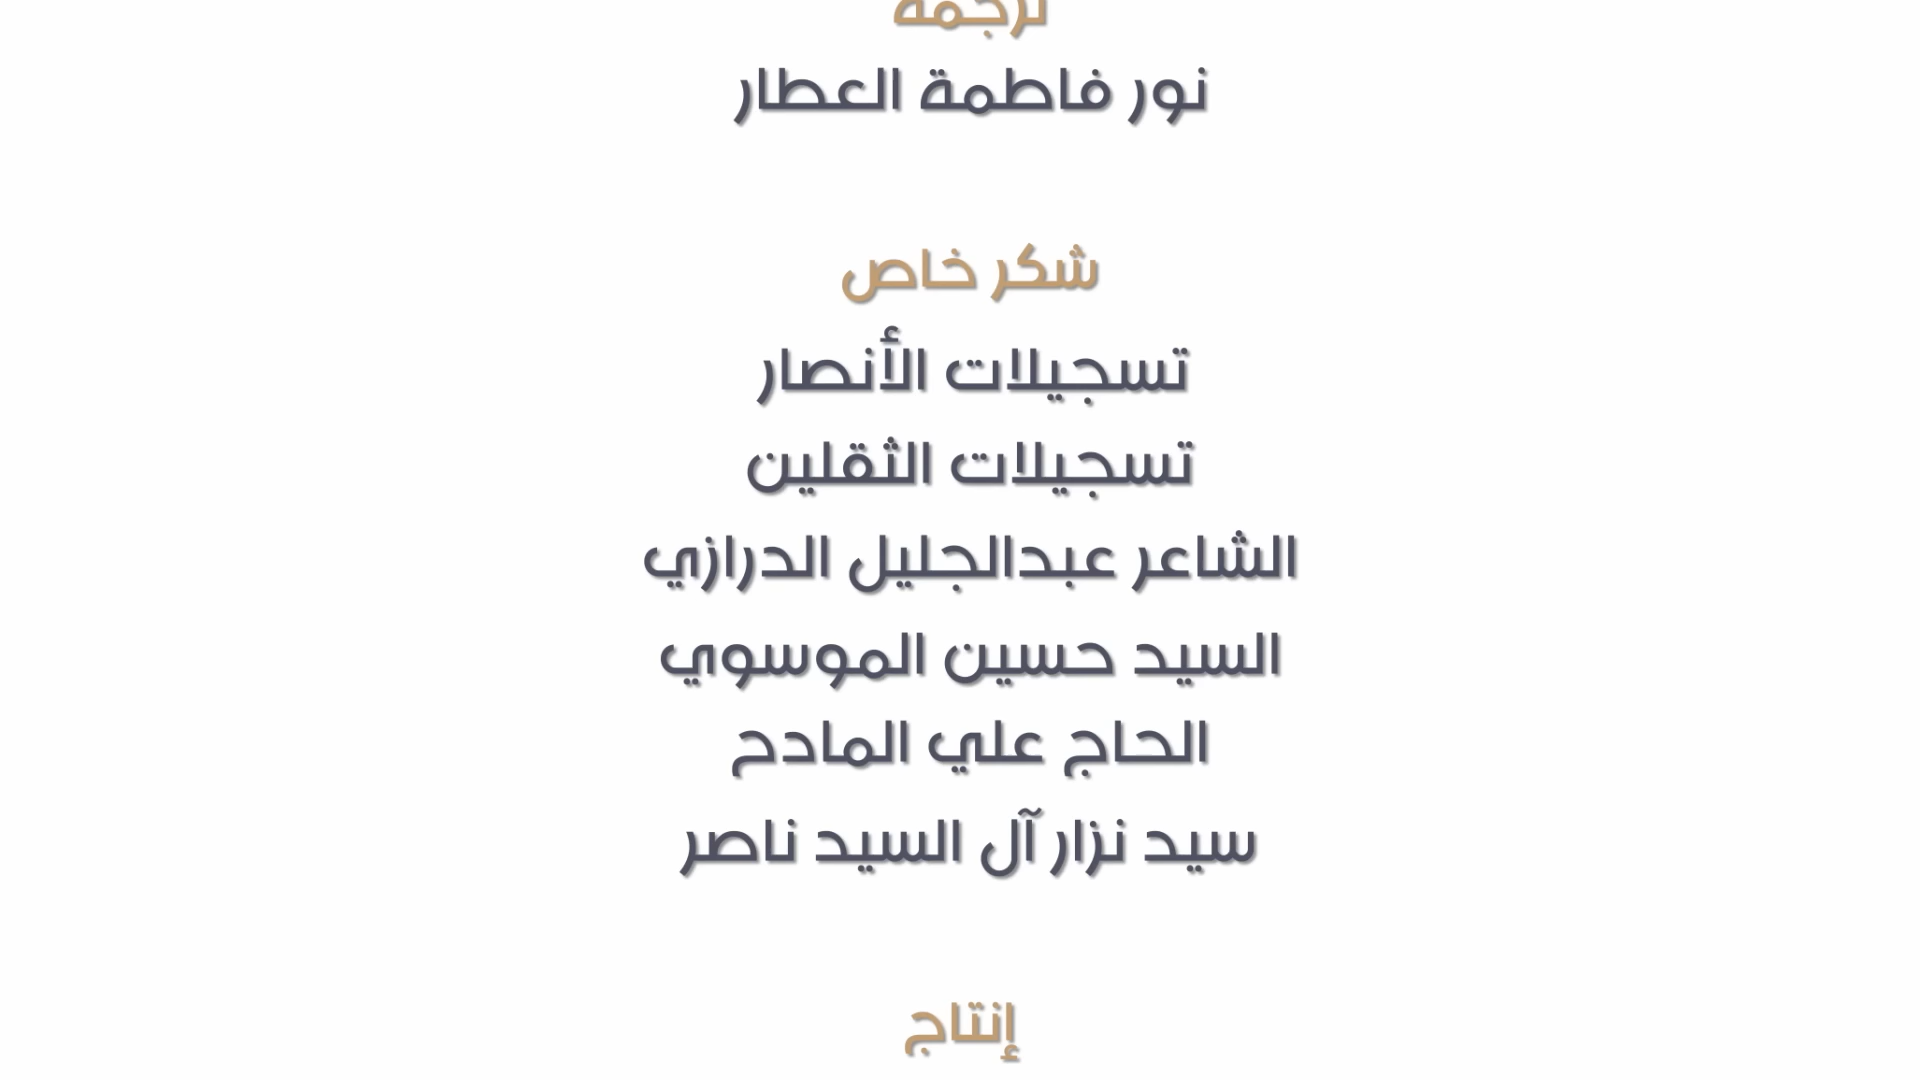 ترجمة
نور فاطمة العطار
شكر خاص
تسجيلات الأنصار
تسجيلات الثقلين
الشاعر عبدالجليل الدرازي
السيد حسين الموسوي
الحاج علي المادح
سيد نزار آل السيد ناصر
إنتاج